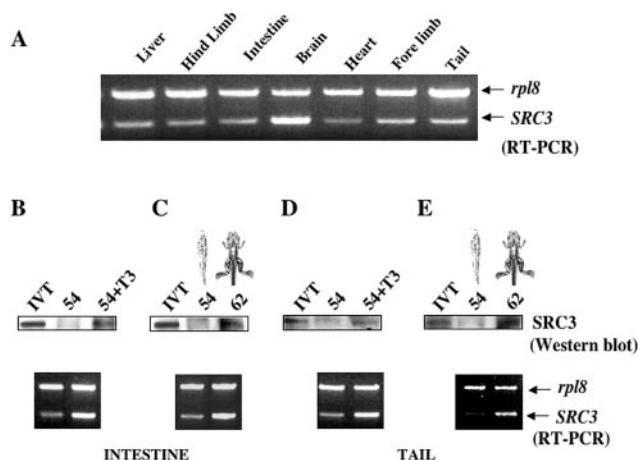 A
Liver
Hind Limb
Intestine
Brain
Heart
Fore limb
Tail
rpl8
SRC3
(RT-PCR)
B
C
D
E
IVT
54
54+T3
IVT
54
62
IVT
54
54+T3
IVT
54
62
SRC3
(Western blot)
rpl8
SRC3
(RT-PCR)
INTESTINE
TAIL